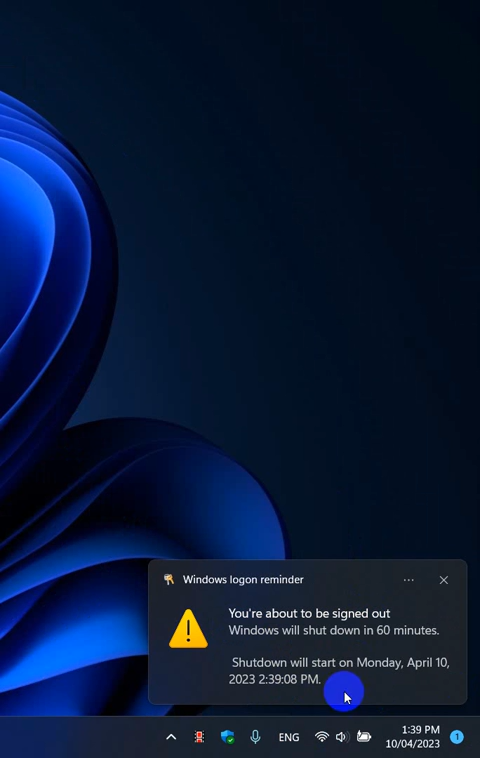 Windows logon reminder
You're about to be signed out
Windows will shut down in 60 minutes.
Shutdown will start on Monday, April 10,
2023 2:39:08 PM.
ENG
1:39 PM
10/04/2023
1